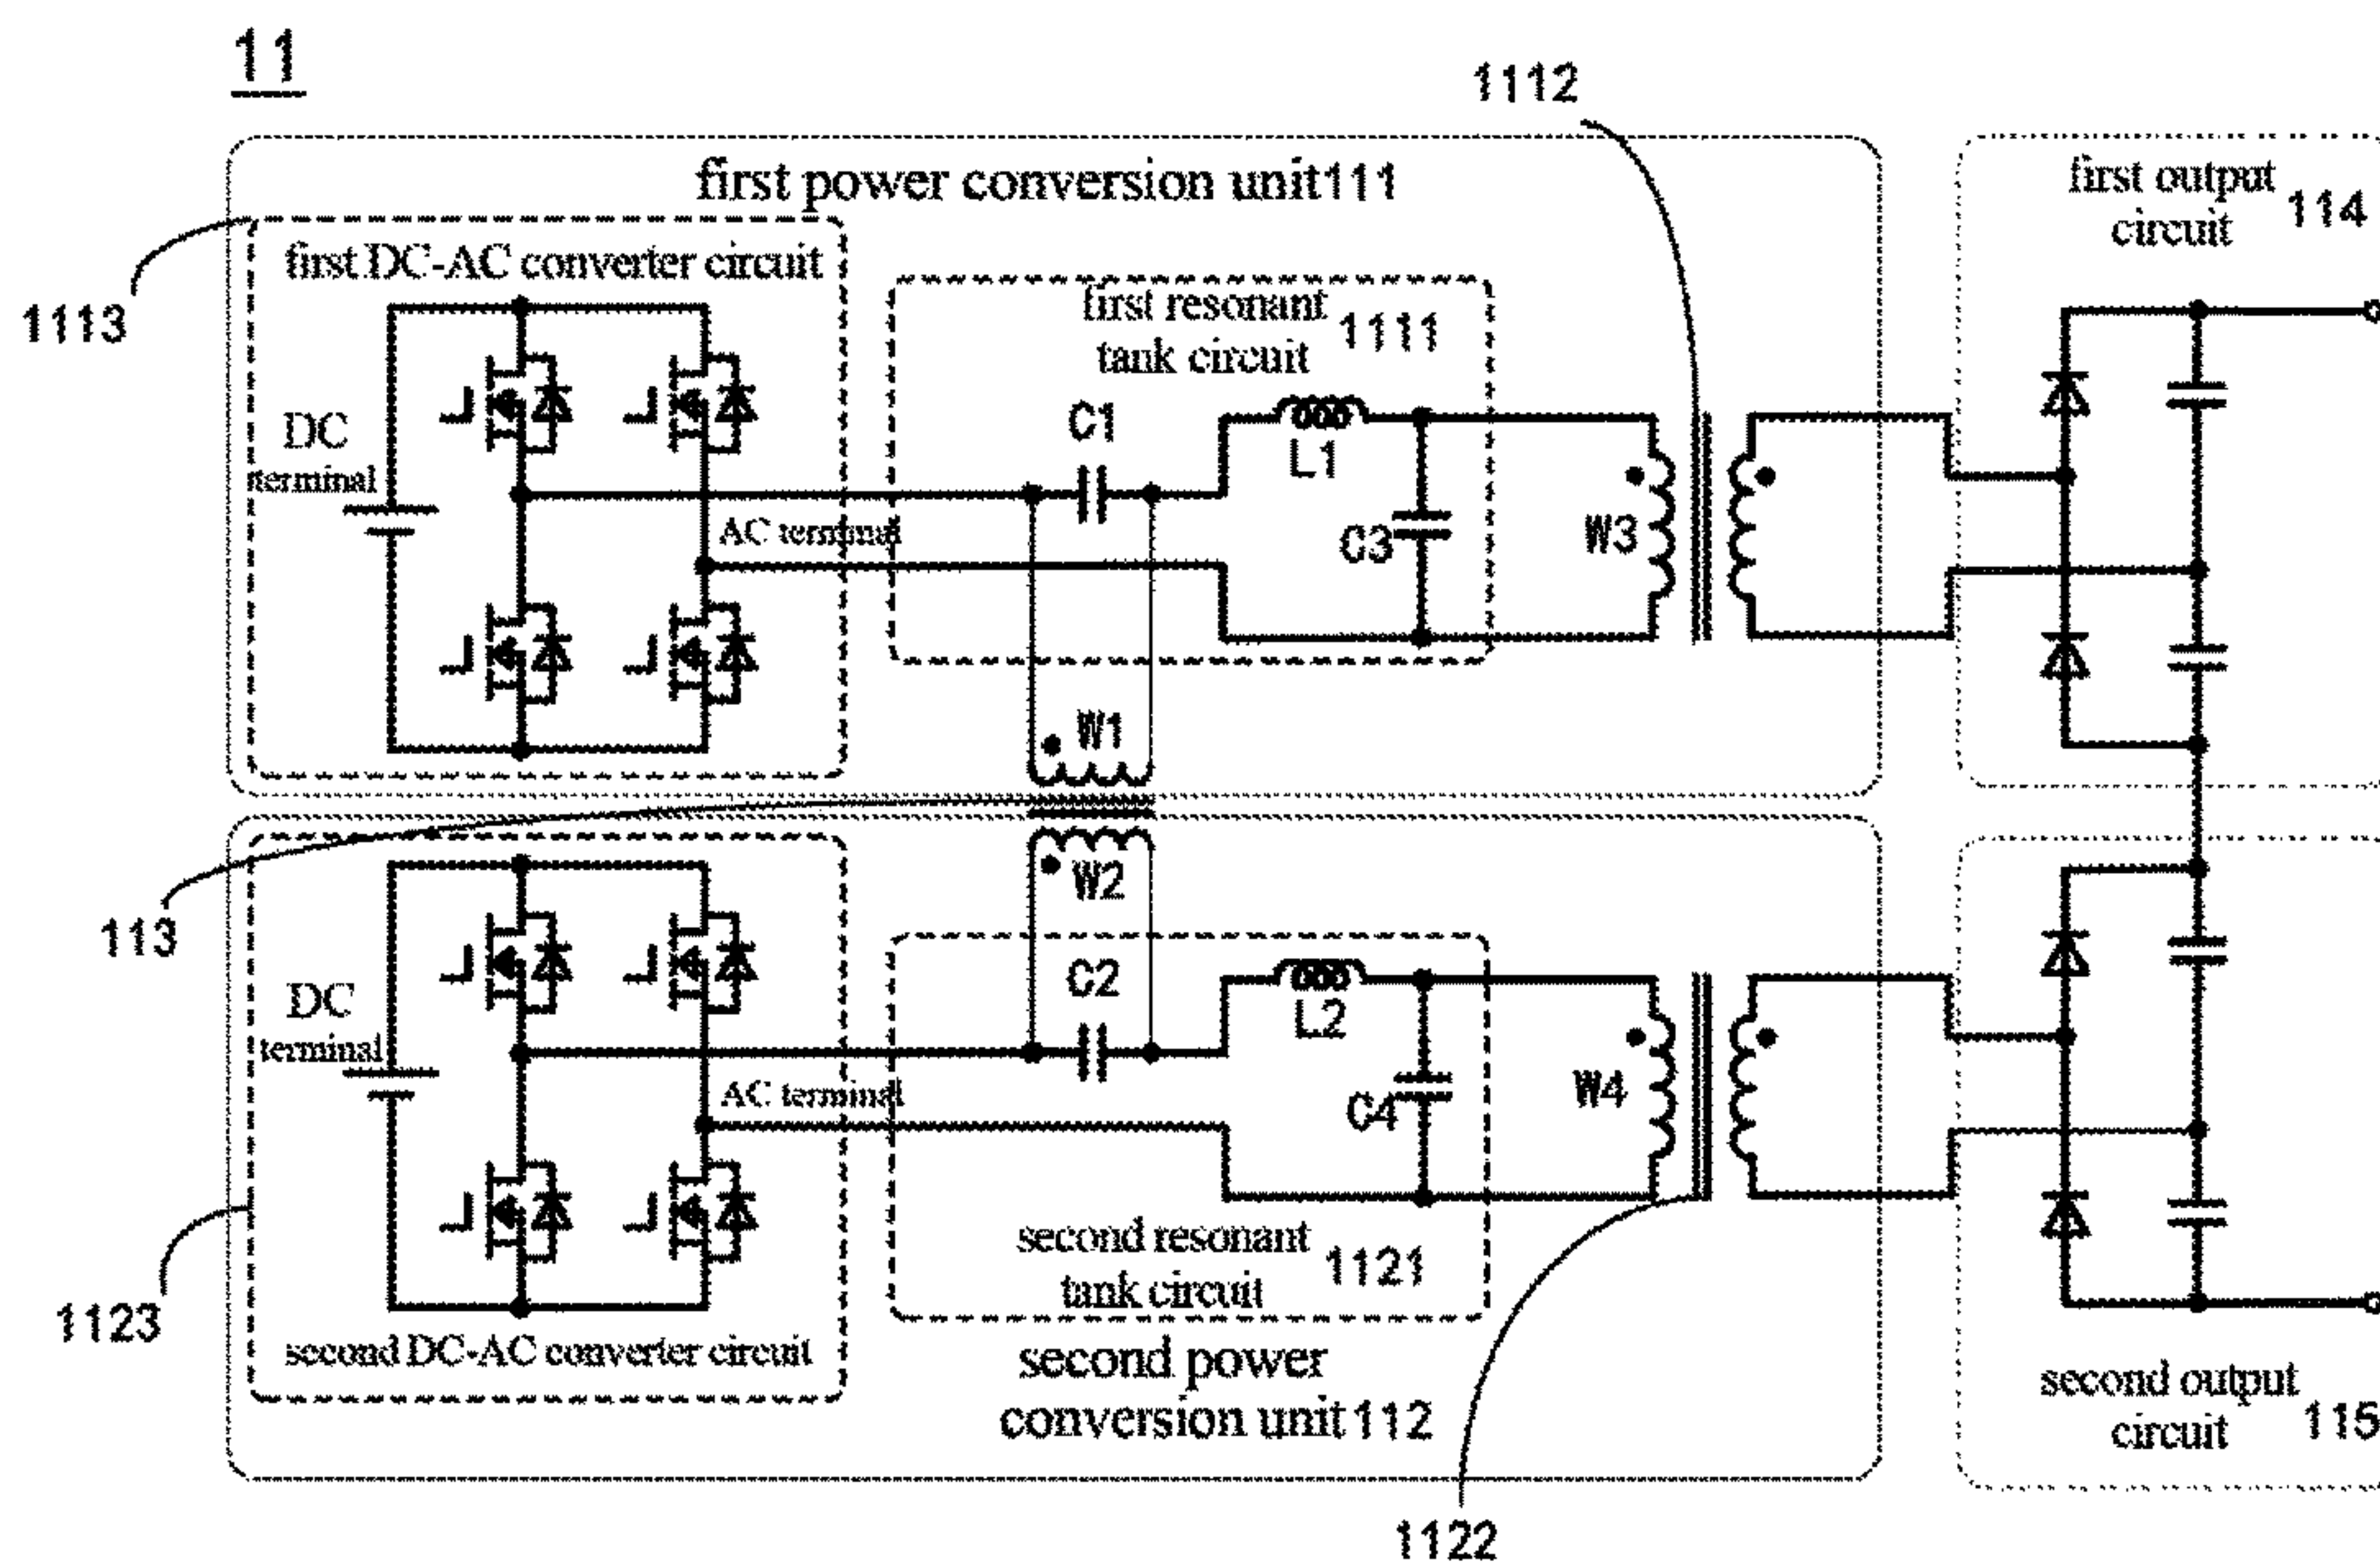 11
1112
first power conversion unit111
first output
circuit 114
1113
first DC-AC converter circuit
first resonant
tank circuit 1111
DC
terminal
C1
L1
AC terminal
C3
W3
W1
113
W2
C2
L2
DC
terminal
AC terminal
C4
W4
second resonant
tank circuit 1121
1123
second DC-AC converter circuit
second power
conversion unit112
second output
circuit 115
1122